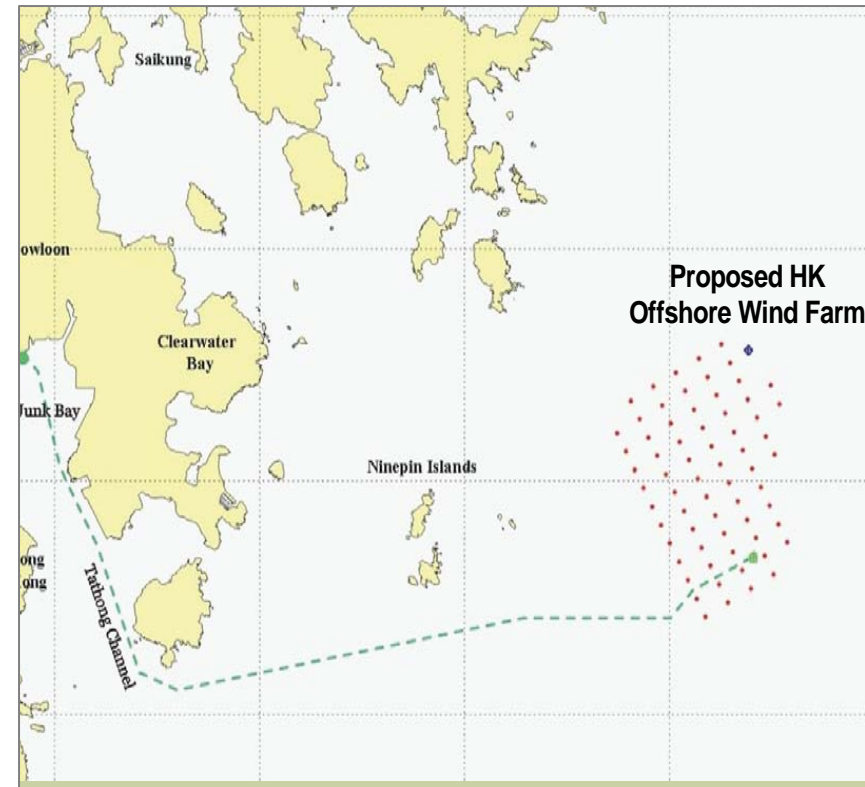 Saikung
owloon
Proposed HK
Offshore Wind Farm
Clearwater
Bay
Junk Bay
Ninepin Islands
ong
ong
Tathong Channel